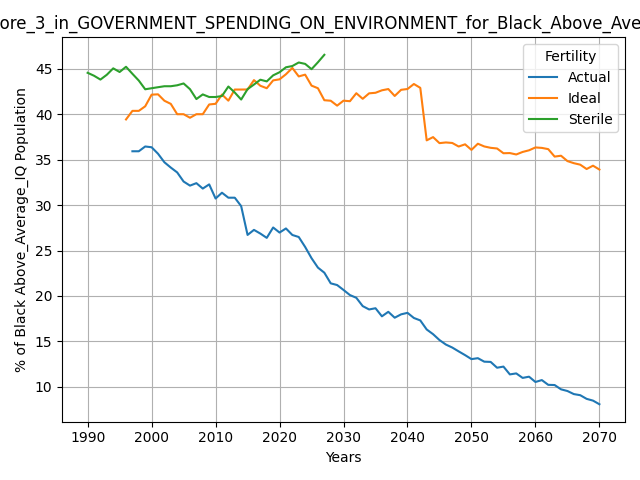 ore_3_in_GOVERNMENT_SPENDING_ON_ENVIRONMENT_for_Black_Above_Ave
Fertility
Actual
Ideal
Sterile
% of Black Above_Average_IQ Population
45
40
35
30
25
20
15
10
1990 2000 2010 2020 2030 2040 2050 2060 2070
Years